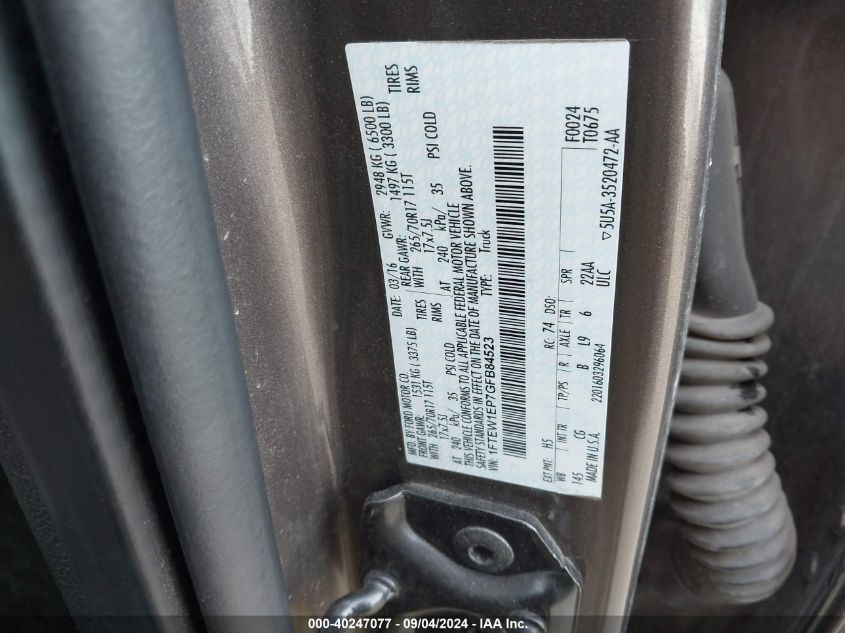 MFD. BY FORD MOTOR CO.
DATE: 03/16 GVWR: 2948 KG ( 6500 LB)
FRONT GAWR: 1531 KG ( 3375 LB) REAR GAWR: 1497 KG ( 3300 LB)
WITH 265/70R17 115T TIRES WITH 265/70R17 115T TIRES
17x7.5J RIMS 17x7.5J RIMS
AT 240 kPa/ 35 PSI COLD AT 240 kPa/ 35 PSI COLD
THIS VEHICLE CONFORMS TO ALL APPLICABLE FEDERAL MOTOR VEHICLE
SAFETY STANDARDS IN EFFECT ON THE DATE OF MANUFACTURE SHOWN ABOVE.
VIN: 1FTEW1EP7GFB84523 TYPE: Truck
F0024
T0675
EXT PNT: H5 RC: 74 DSO:
WB INT TR TP/PS R AXLE TR SPR
145 CG B L9 6 22AA
MADE IN U.S.A. 2201603296064 ULC
▽5U5A-3520472-AA
000-40247077 - 09/04/2024 - IAA Inc.